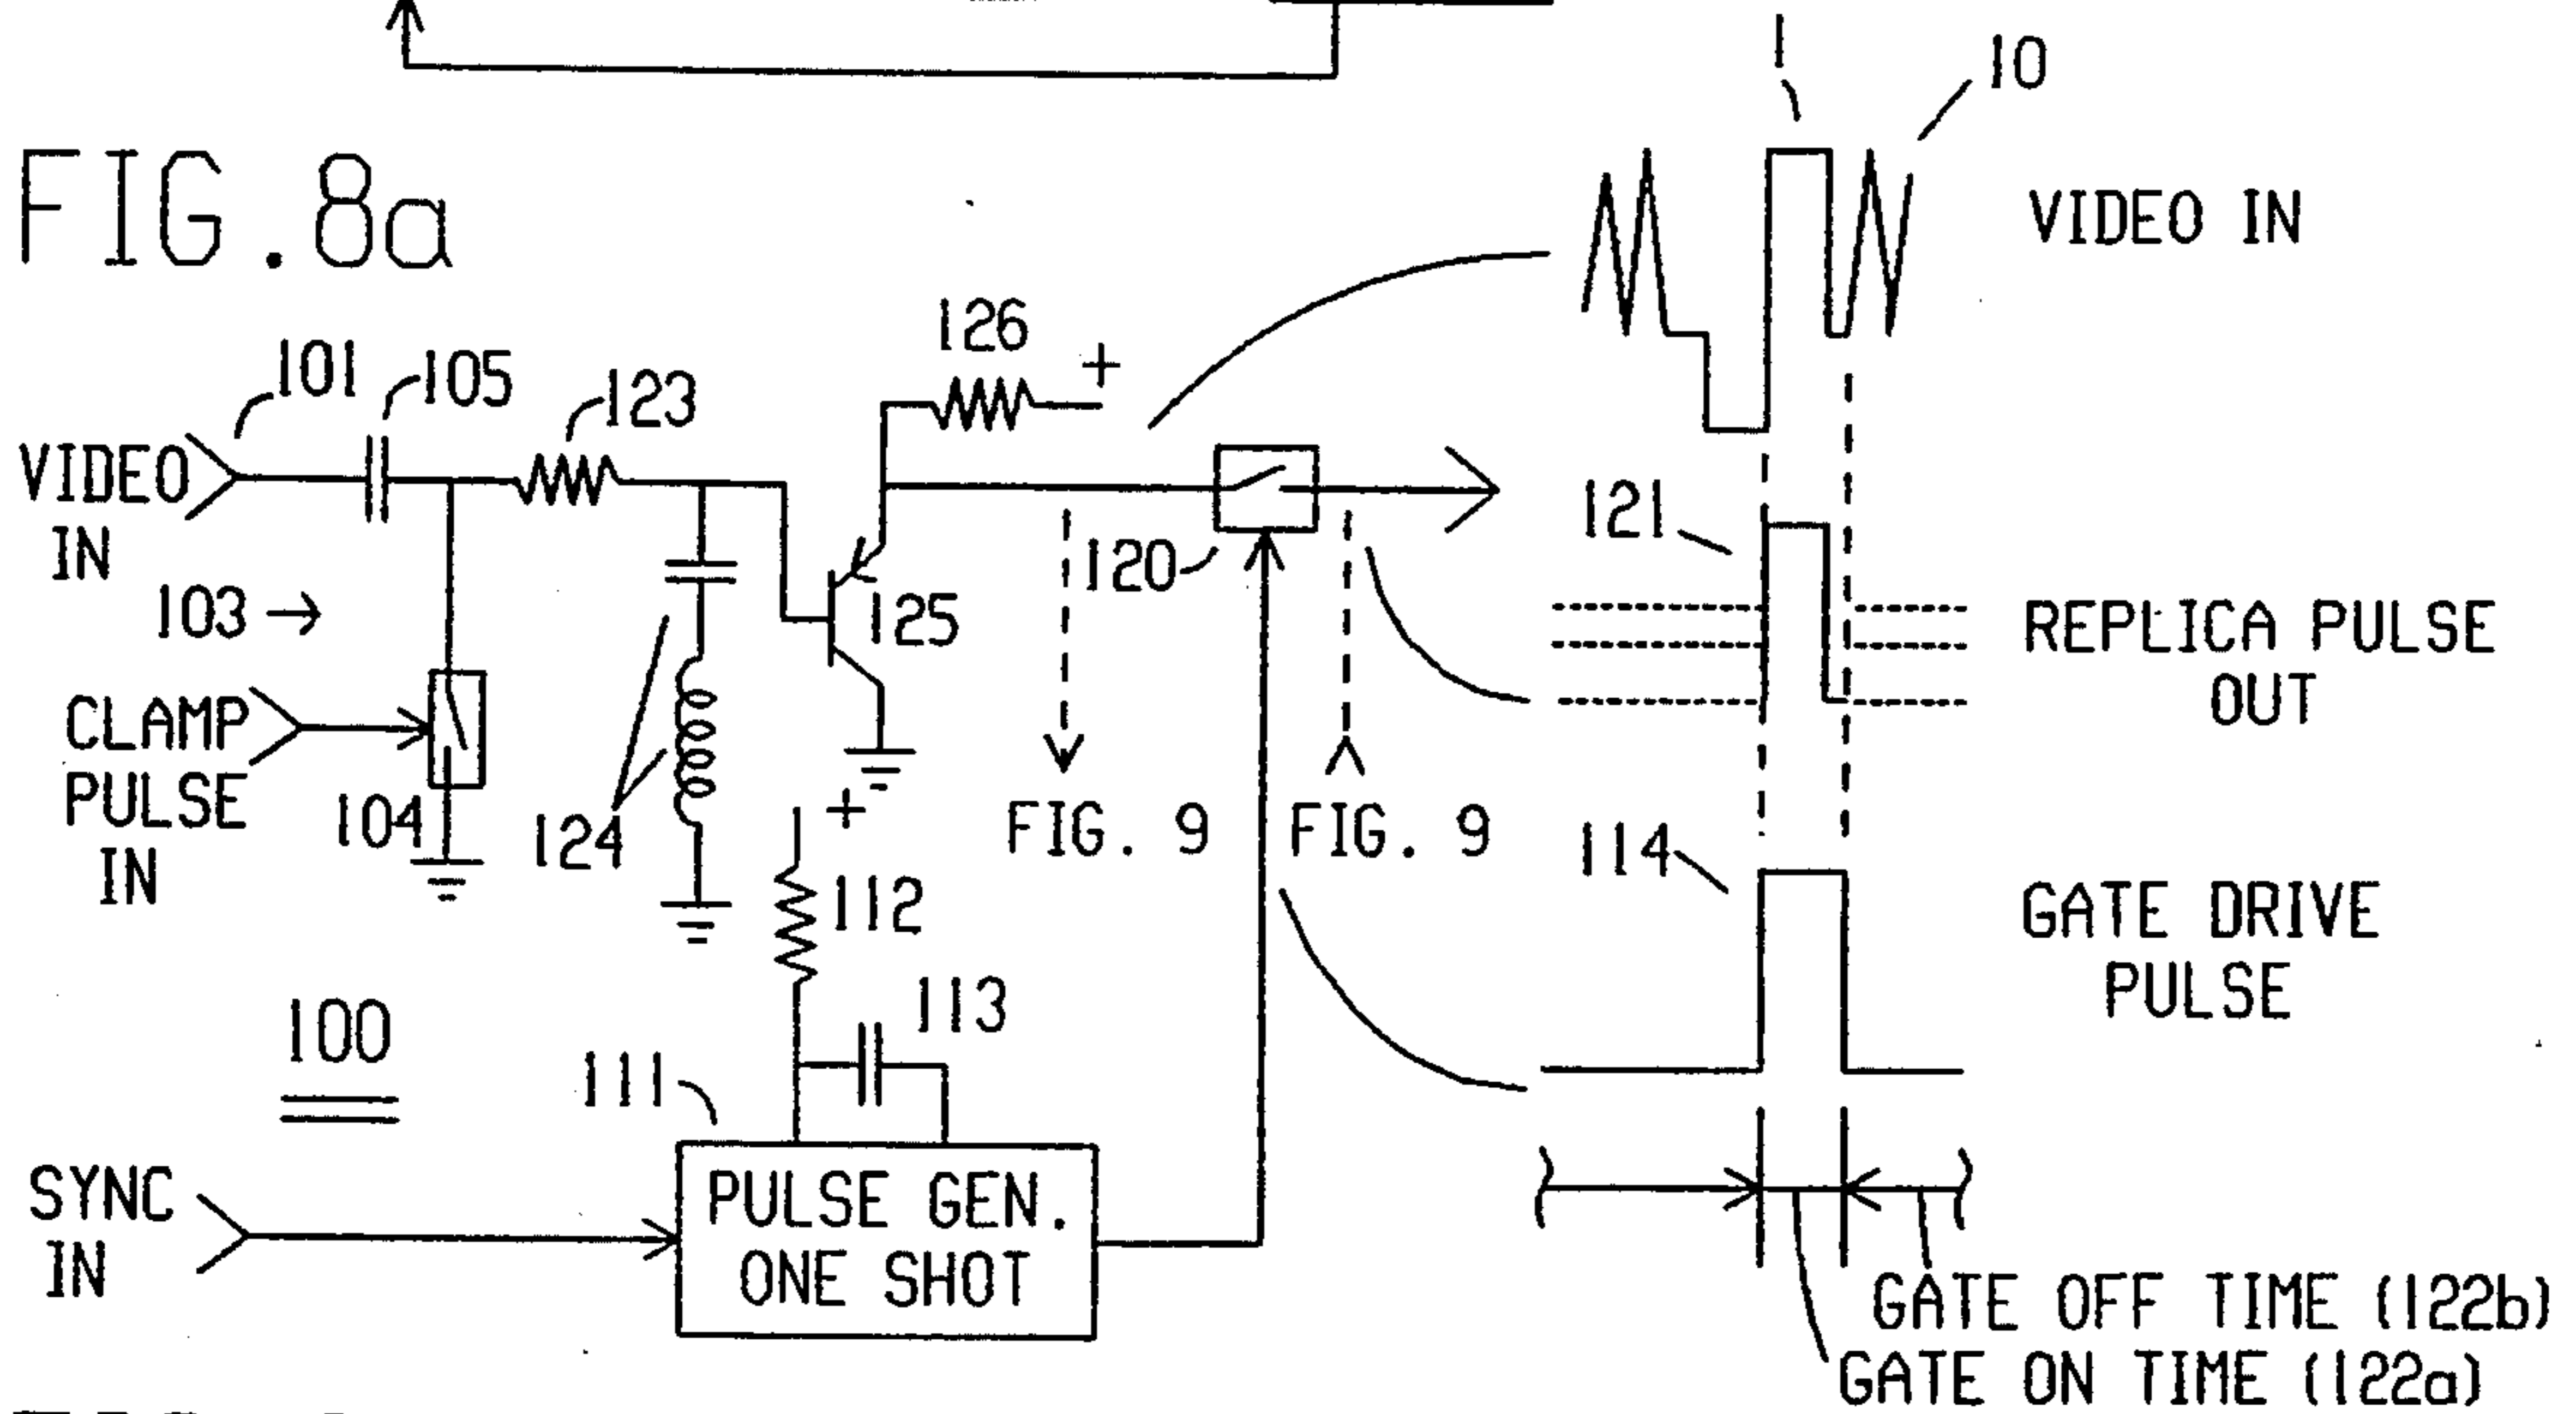 1
10
FIG.8a
VIDEO IN
126
+
101
105
123
VIDEO
IN
121
120
125
103
REPLICA PULSE
OUT
CLAMP
PULSE
IN
104
124
+
FIG. 9
FIG. 9
114
112
GATE DRIVE
PULSE
113
100
111
SYNC
IN
PULSE GEN.
ONE SHOT
GATE OFF TIME (122b)
GATE ON TIME (122a)